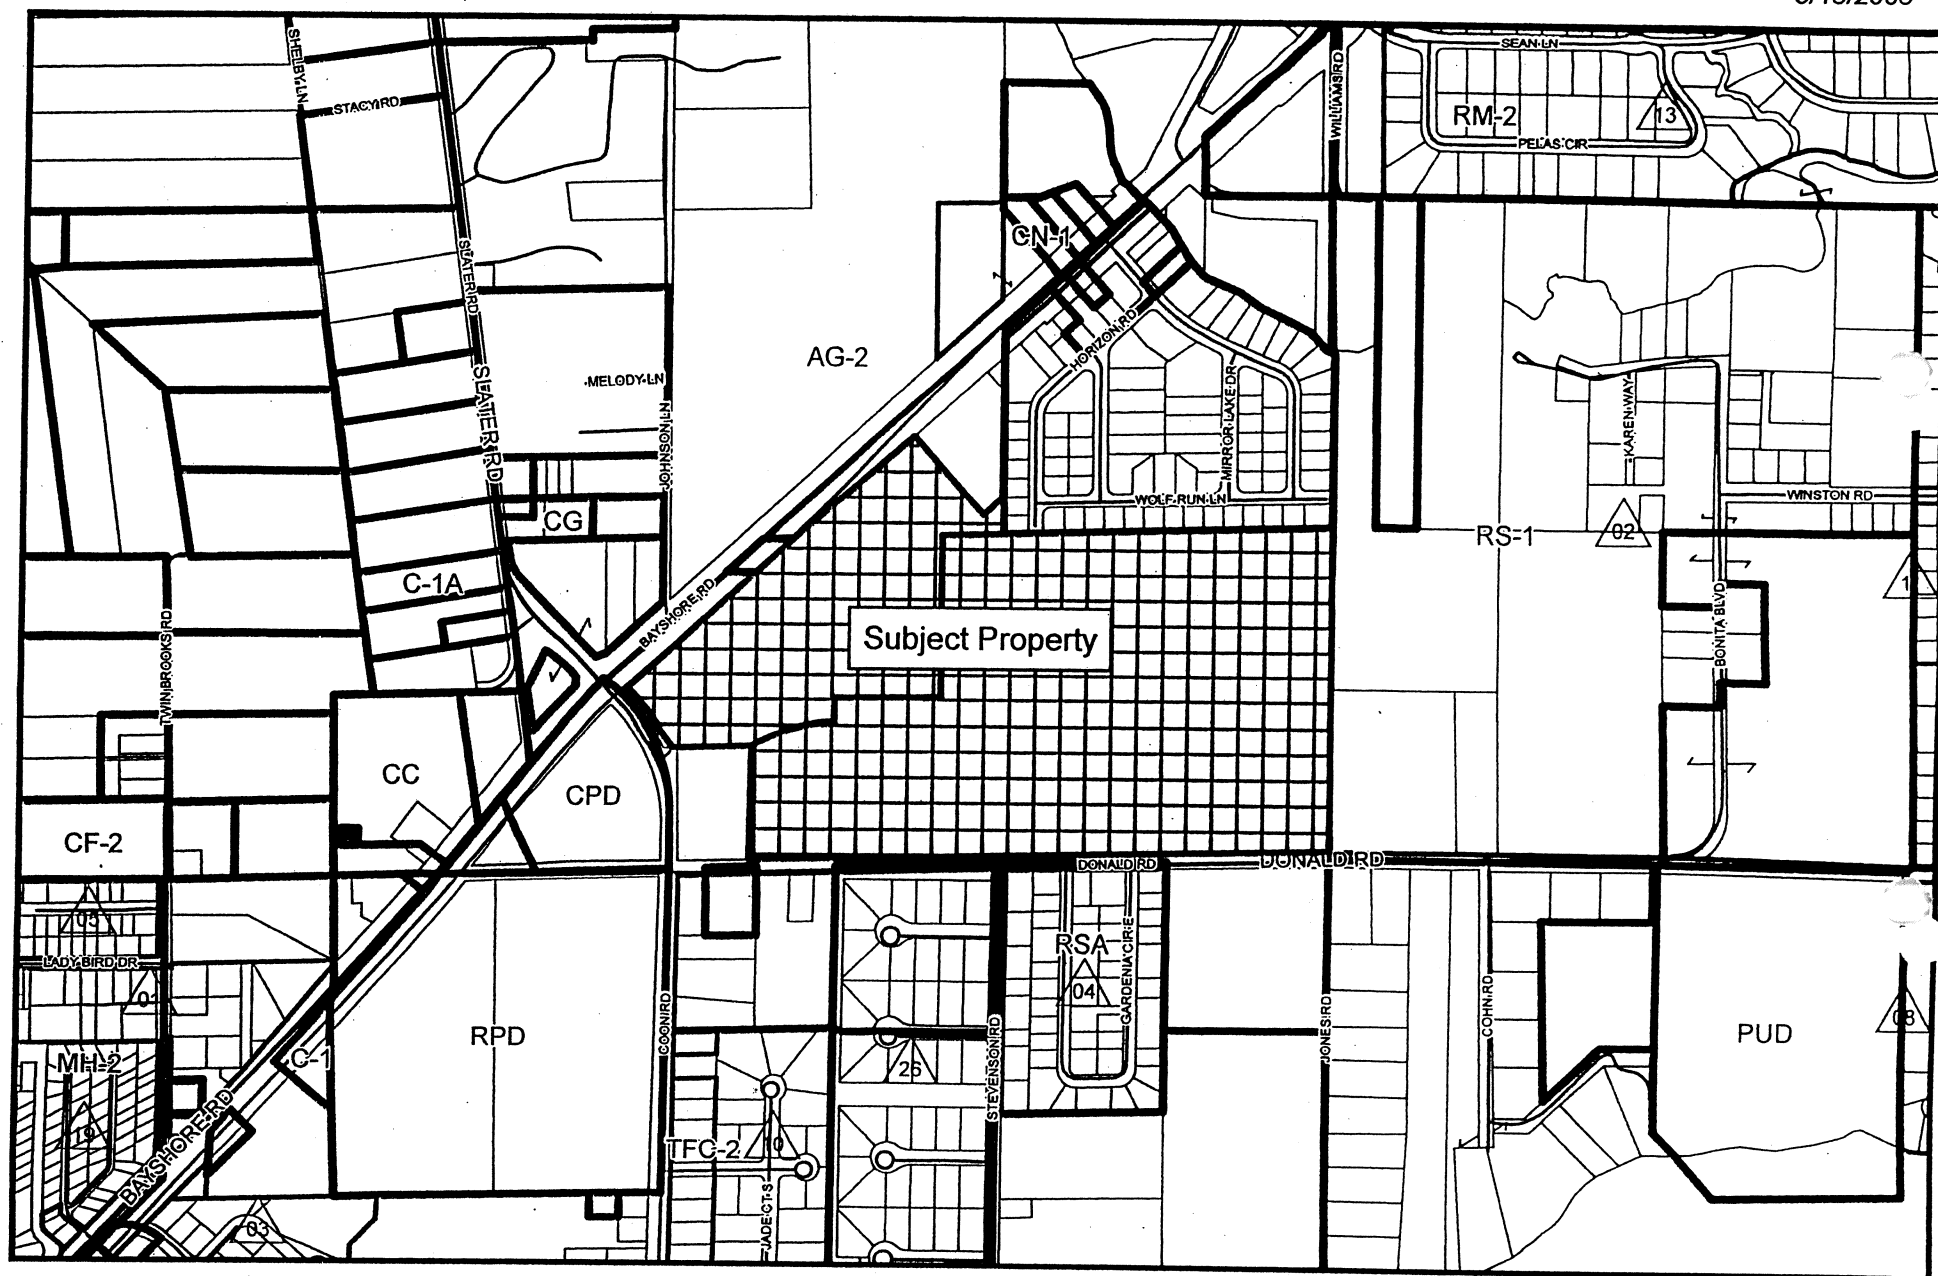 SHELBY LN
STACY RD
SLATER RD
SLATER RD
MELODY LN
JOHNSON LN
AG-2
CN-1
HORIZON RD
MIRROR LAKE DR
WOLF RUN LN
WILLIAMS RD
SEAN LN
RM-2
13
PELAS CIR
KAREN WAY
WINSTON RD
RS-1
02
BONITA BLVD
1
CG
C-1A
BAYSHORE RD
Subject Property
TWIN BROOKS RD
CC
CPD
CF-2
DONALD RD
DONALD RD
05
LADY BIRD DR
01
MH-2
19
C-1
BAYSHORE RD
03
RPD
COON RD
TFC-2
10
JADE CT S
26
STEVENSON RD
RSA
04
GARDENIA CIR E
JONES RD
COHN RD
PUD
08